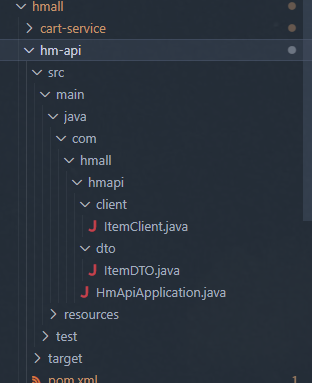 hmall
cart-service
hm-api
src
main
java
com
hmall
hmapi
client
ItemClient.java
dto
ItemDTO.java
HmApiApplication.java
resources
test
target
pom.xml 1